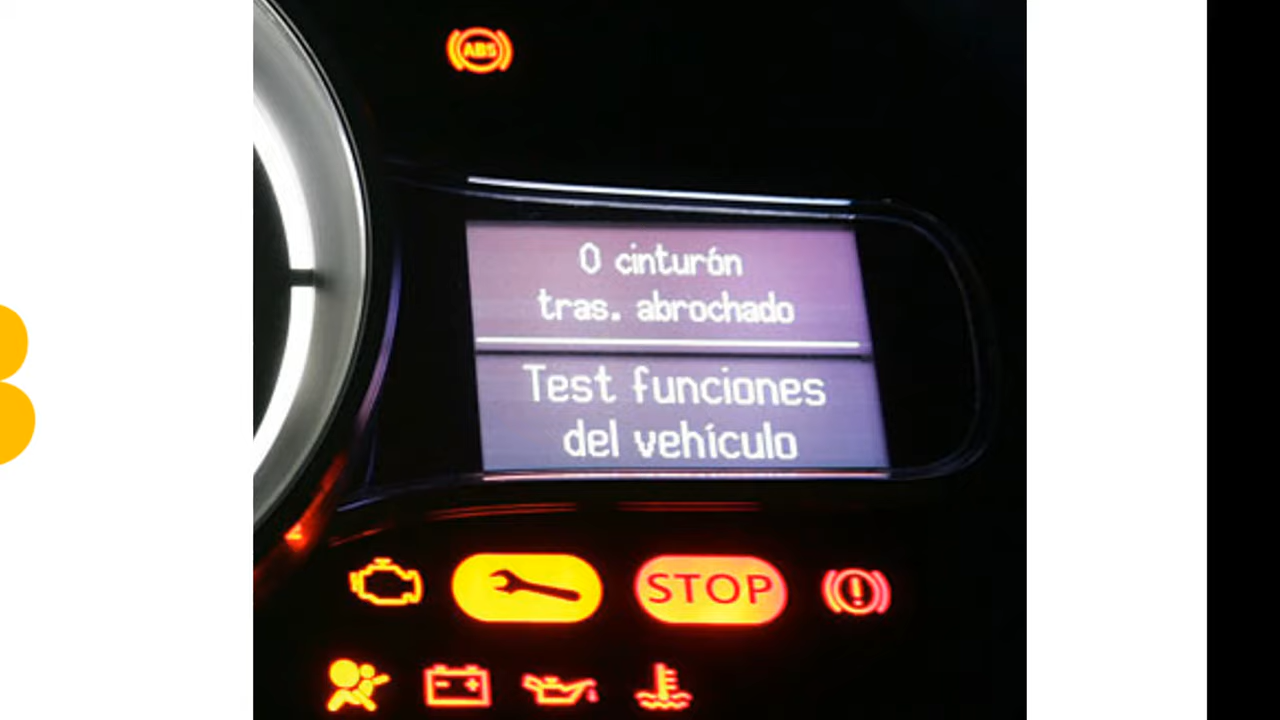 ABS
0 cinturón
tras. abrochado
Test funciones
del vehículo
STOP